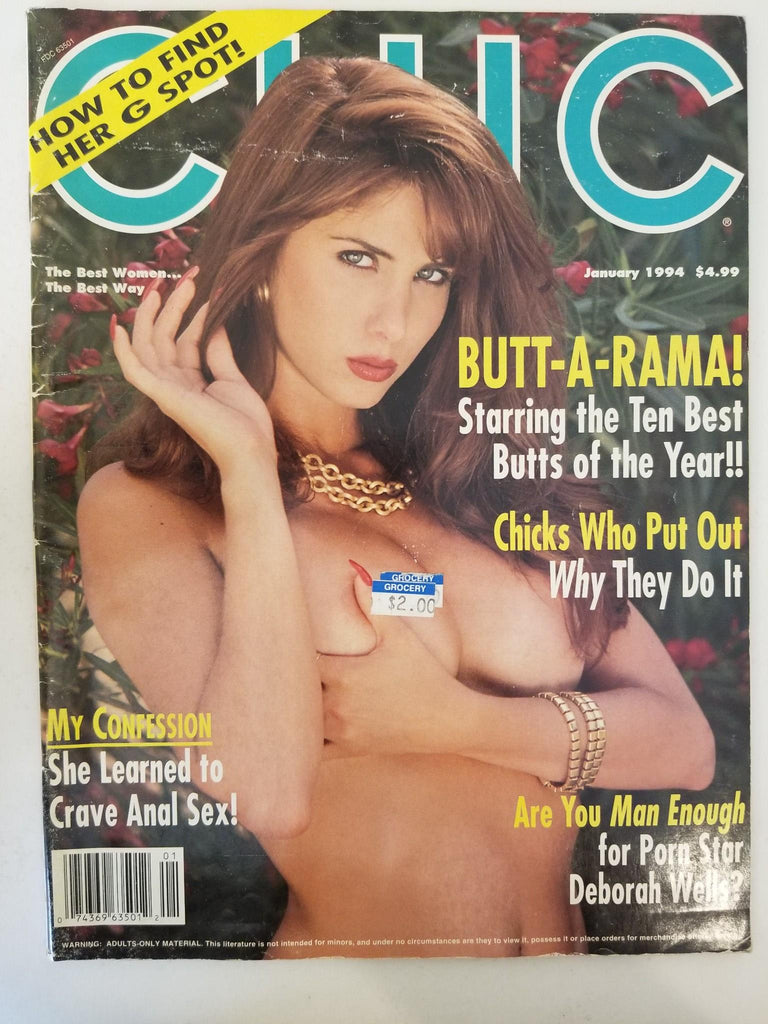 FDC 63501
HOW TO FIND
HER G SPOT!
CHIC
®
The Best Women...
The Best Way
January 1994 $4.99
BUTT-A-RAMA!
Starring the Ten Best
Butts of the Year!!
Chicks Who Put Out
Why They Do It
GROCERY
GROCERY
$2.00
My Confession
She Learned to
Crave Anal Sex!
Are You Man Enough
for Porn Star
Deborah Wells?
01
0 74369 63501 2
WARNING: ADULTS-ONLY MATERIAL. This literature is not intended for minors, and under no circumstances are they to view it, possess it or place orders for merchandise